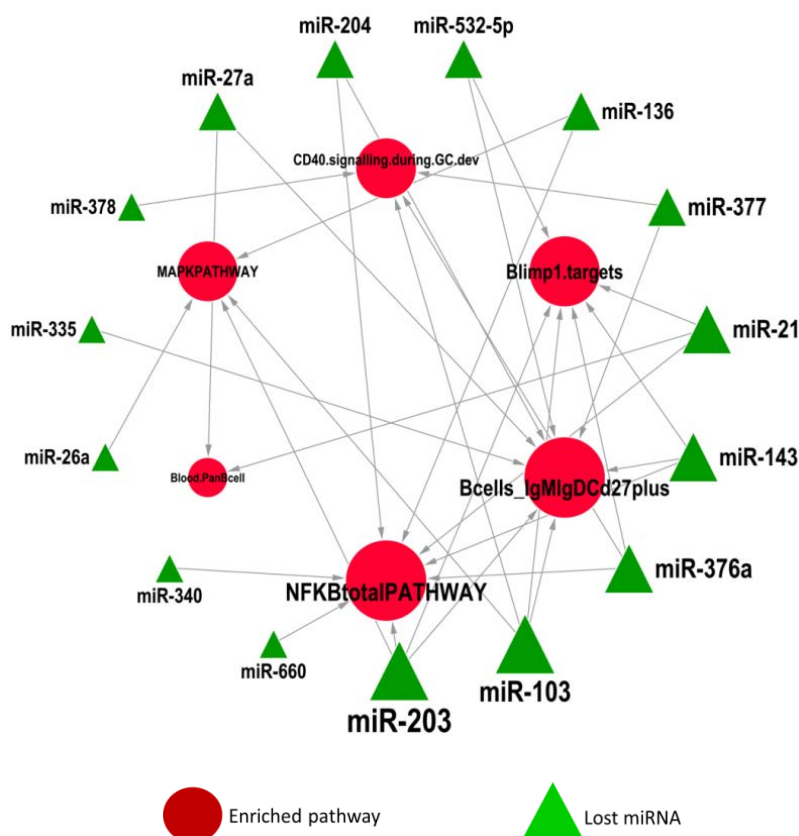 miR-204
miR-532-5p
miR-27a
miR-136
CD40.signalling.during.GC.dev
miR-378
miR-377
MAPKPATHWAY
Blimp1.targets
miR-335
miR-21
miR-26a
Blood.PanBcell
miR-143
Bcells_IgMIgDCd27plus
miR-376a
miR-340
NFKBtotalPATHWAY
miR-660
miR-103
miR-203
Enriched pathway
Lost miRNA